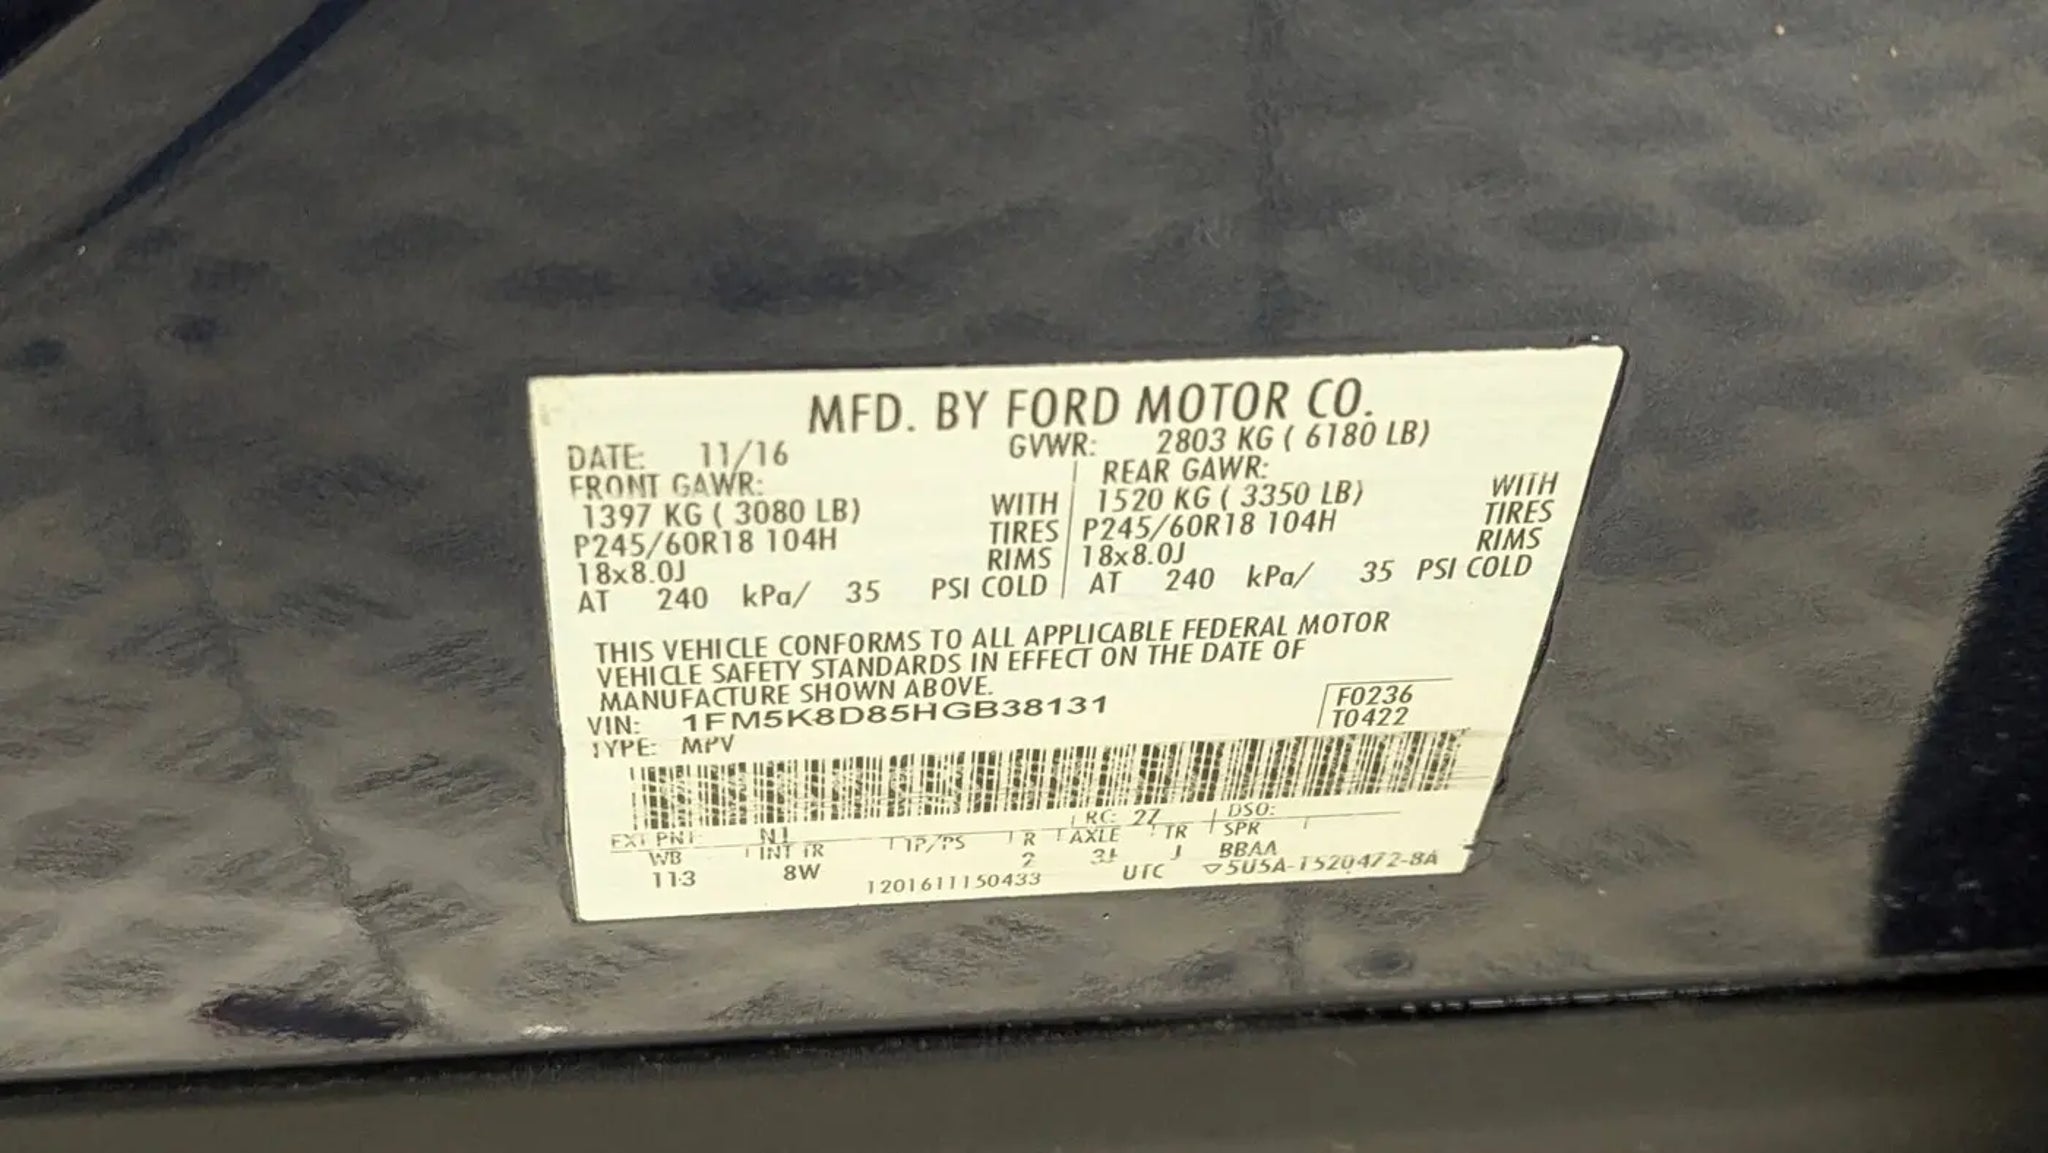 MFD. BY FORD MOTOR CO.
DATE: 11/16 GVWR: 2803 KG ( 6180 LB)
FRONT GAWR: REAR GAWR:
1397 KG ( 3080 LB) WITH 1520 KG ( 3350 LB) WITH
P245/60R18 104H TIRES P245/60R18 104H TIRES
18x8.0J RIMS 18x8.0J RIMS
AT 240 kPa/ 35 PSI COLD AT 240 kPa/ 35 PSI COLD
THIS VEHICLE CONFORMS TO ALL APPLICABLE FEDERAL MOTOR
VEHICLE SAFETY STANDARDS IN EFFECT ON THE DATE OF
MANUFACTURE SHOWN ABOVE.
VIN: 1FM5K8D85HGB38131 F0236
TYPE: MPV T0422
EXT PNT: N1 RC: 27 DSO:
WB INT TR TP/PS R AXLE TR SPR
113 8W 2 J BBAA
1201611150433 UTC ▽5U5A-1520472-8A